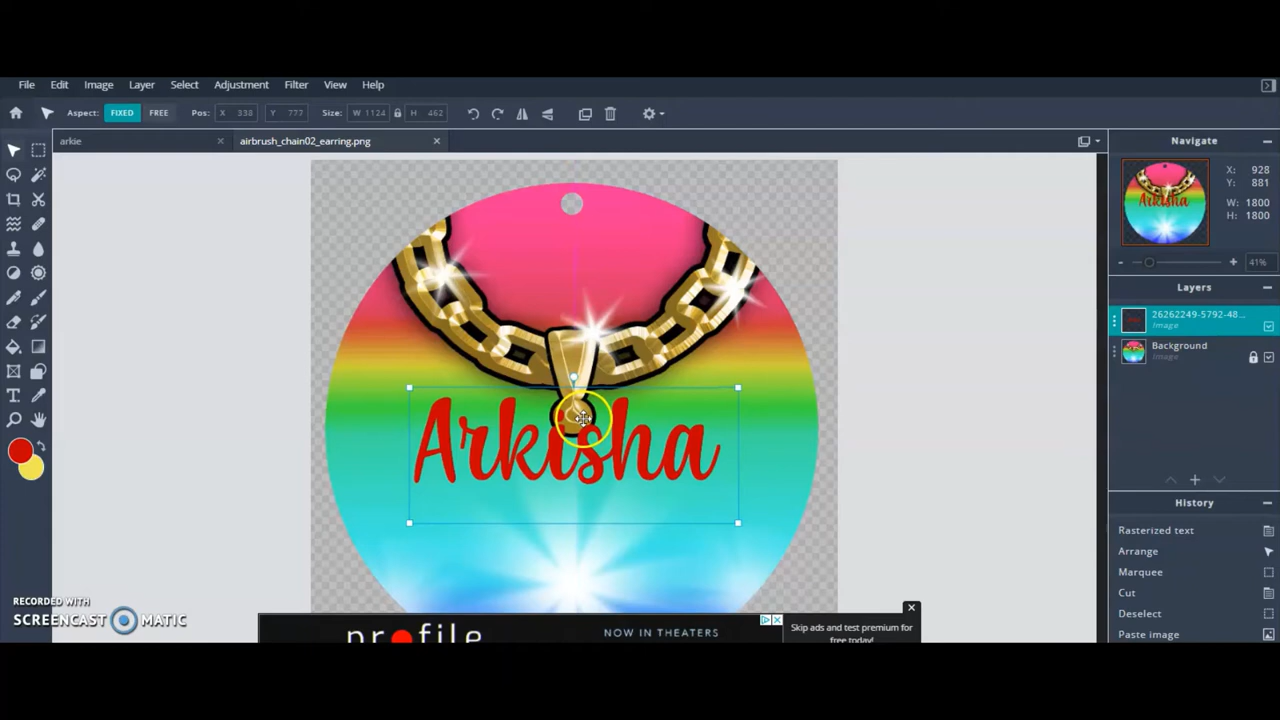 File Edit Image Layer Select Adjustment Filter View Help
Aspect: FIXED FREE Pos: X 338 Y 777 Size: W 1124 H 462
arkie
airbrush_chain02_earring.png
Navigate
X: 928
Y: 881
W: 1800
H: 1800
41%
Layers
26262249-5792-48...
Image
Background
Image
History
Rasterized text
Arrange
Marquee
Cut
Deselect
Paste image
Arkisha
T
RECORDED WITH
SCREENCAST MATIC
profile
NOW IN THEATERS
Skip ads and test premium for
free today!